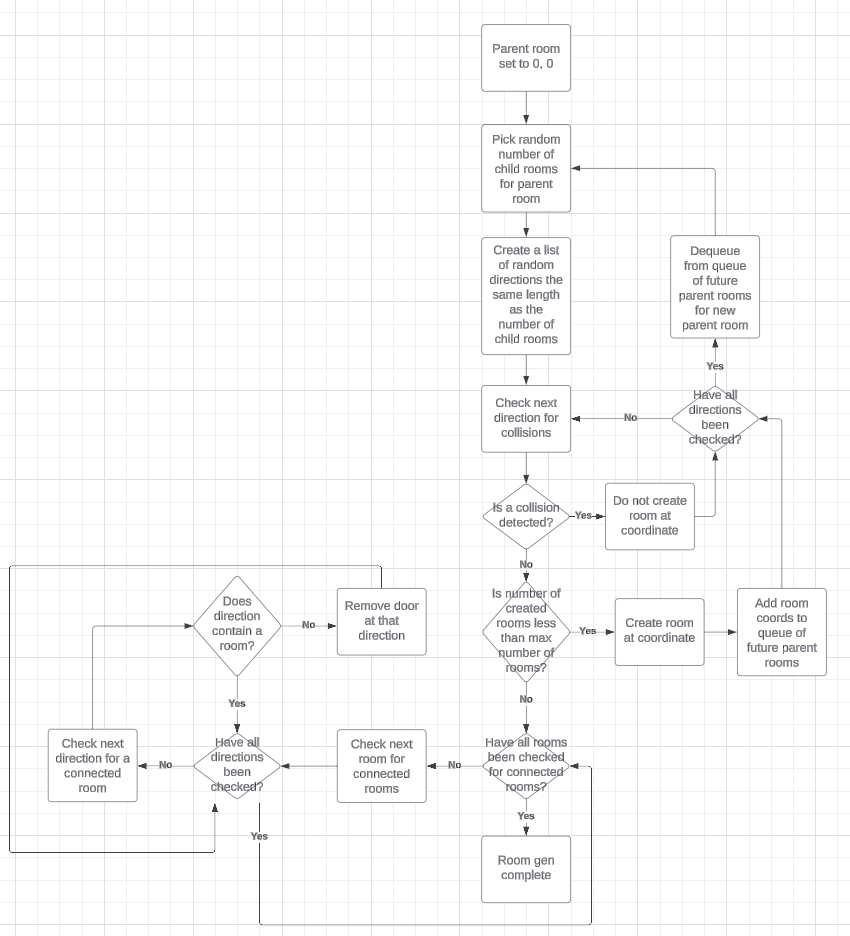 Parent room
set to 0, 0
Pick random
number of
child rooms
for parent
room
Create a list
of random
directions the
same length
as the
number of
child rooms
Dequeue
from queue
of future
parent rooms
for new
parent room
Yes
Check next
direction for
collisions
No
Have all
directions
been
checked?
Is a collision
detected?
Yes
Do not create
room at
coordinate
No
Is number of
created
rooms less
than max
number of
rooms?
Yes
Create room
at coordinate
Add room
coords to
queue of
future parent
rooms
Does
direction
contain a
room?
No
Remove door
at that
direction
Yes
No
Check next
direction for a
connected
room
No
Have all
directions
been
checked?
Check next
room for
connected
rooms
No
Have all rooms
been checked
for connected
rooms?
Yes
Yes
Room gen
complete